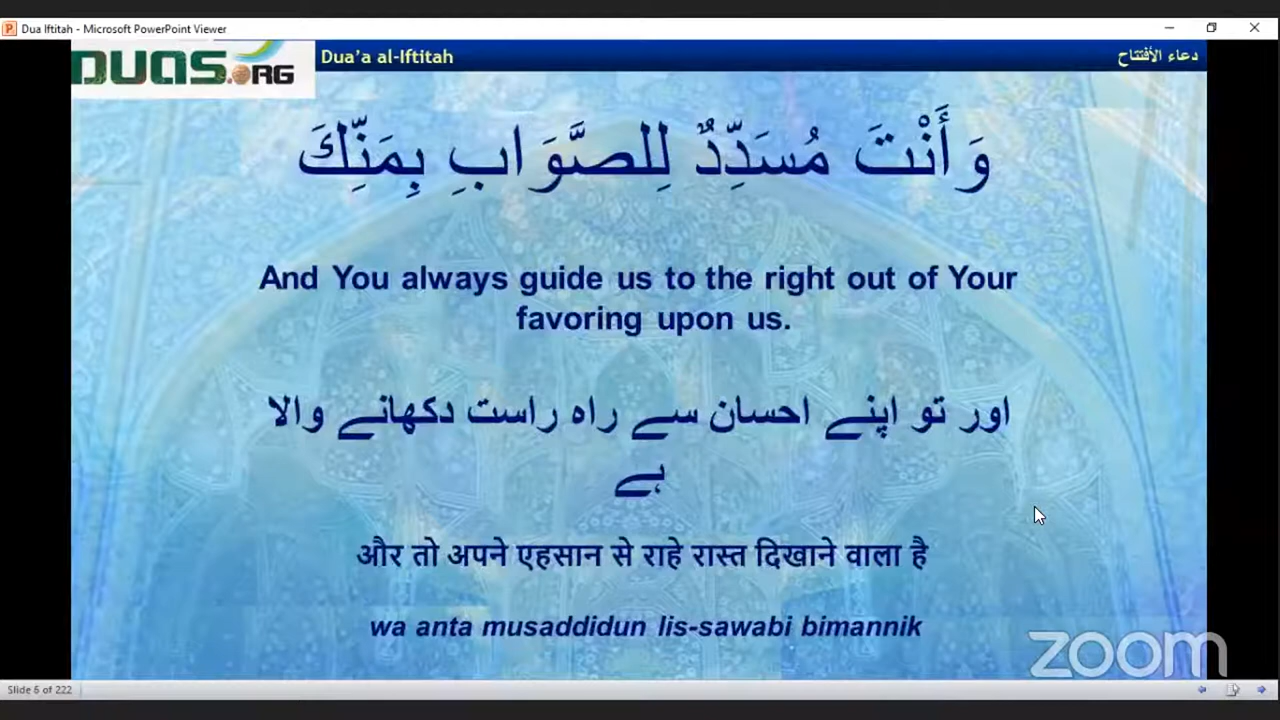 Dua Iftitah - Microsoft PowerPoint Viewer
DUAS.ORG
Dua'a al-Iftitah
دعاء الأفتتاح
وَأَنْتَ مُسَدِّدٌ لِلصَّوَابِ بِمَنِّكَ
And You always guide us to the right out of Your
favoring upon us.
اور تو اپنے احسان سے راہ راست دکھانے والا
ہے
और तो अपने एहसान से राहे रास्त दिखाने वाला है
wa anta musaddidun lis-sawabi bimannik
zoom
Slide 6 of 222